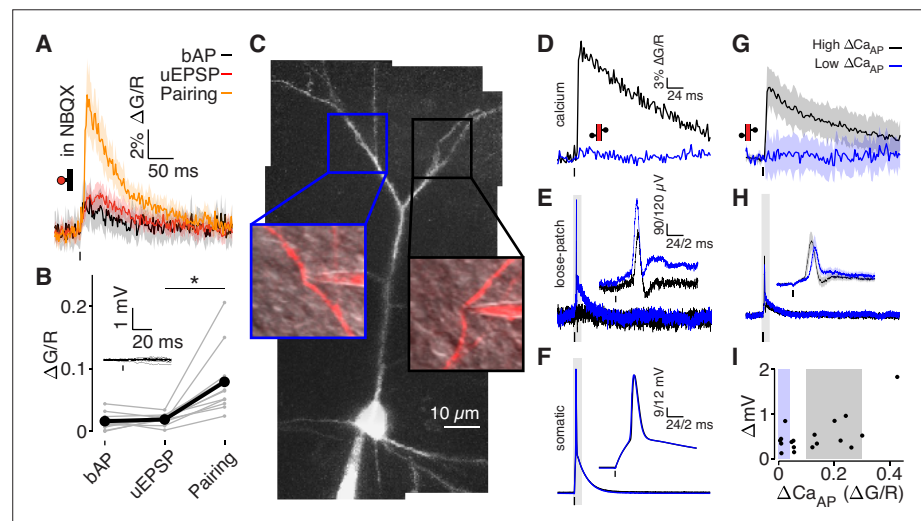 A
bAP
uEPSP
Pairing
in NBQX
2% ΔG/R
50 ms
B
*
0.2
0.1
0
ΔG/R
1 mV
20 ms
bAP
uEPSP
Pairing
C
10 µm
D
calcium
3% ΔG/R
24 ms
E
loose-patch
90/120 µV
24/2 ms
F
somatic
9/12 mV
24/2 ms
G
High ΔCaAP
Low ΔCaAP
H
I
2
1
0
ΔmV
0 0.2 0.4
ΔCaAP (ΔG/R)